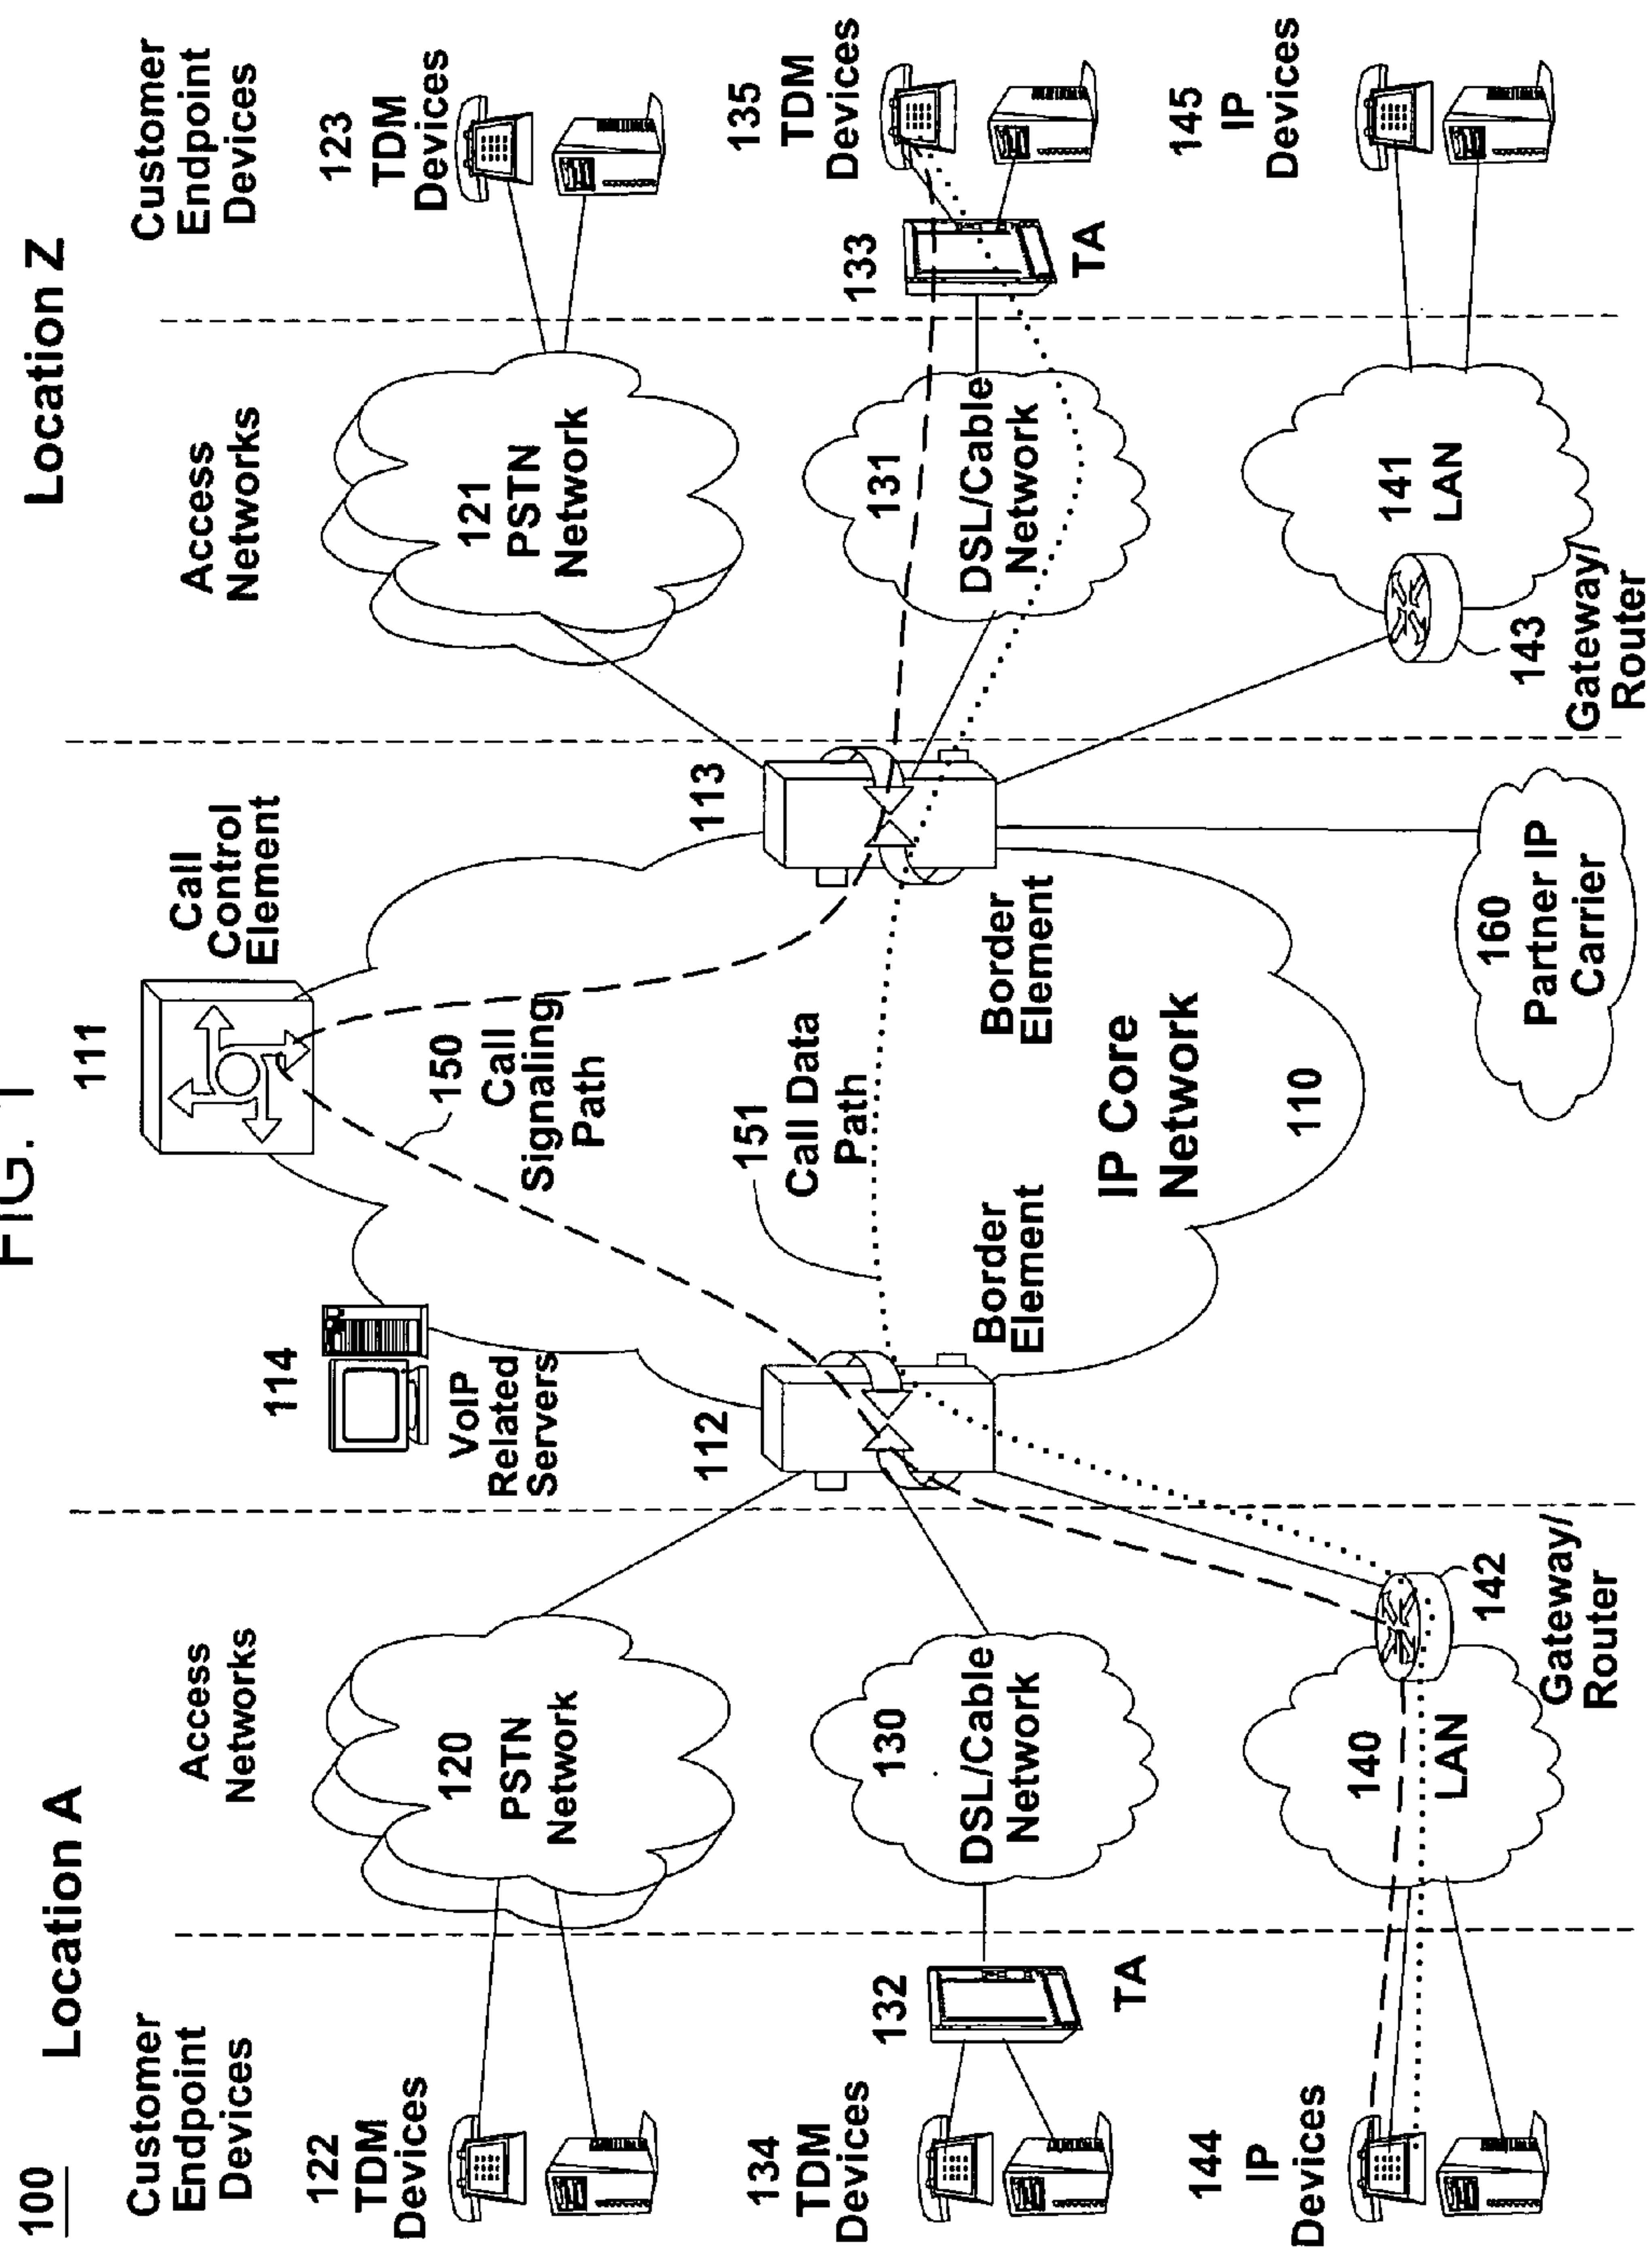 FIG. 1
100
Location A
Location Z
Customer
Endpoint
Devices
Access
Networks
Call
Control
Element
111
Access
Networks
Customer
Endpoint
Devices
122
TDM
Devices
120
PSTN
Network
114
VoIP
Related
Servers
150
Call
Signaling
Path
121
PSTN
Network
123
TDM
Devices
134
TDM
Devices
132
TA
130
DSL/Cable
Network
112
Border
Element
151
Call Data
Path
113
Border
Element
131
DSL/Cable
Network
133
TA
135
TDM
Devices
IP Core
Network
110
144
IP
Devices
140
LAN
142
Gateway/
Router
160
Partner IP
Carrier
143
Gateway/
Router
141
LAN
145
IP
Devices